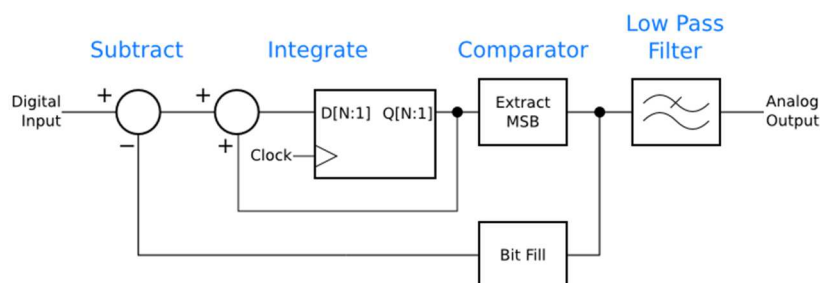 Low Pass
Filter
Subtract
Integrate
Comparator
+
+
Digital
Input
D[N:1] Q[N:1]
Extract
MSB
Analog
Output
−
+
Clock
Bit Fill